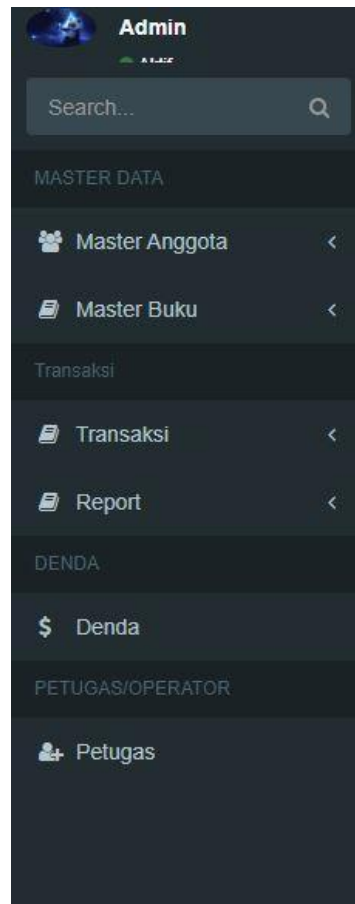 Admin
Search...
MASTER DATA
Master Anggota
Master Buku
Transaksi
Transaksi
Report
DENDA
$ Denda
PETUGAS/OPERATOR
Petugas